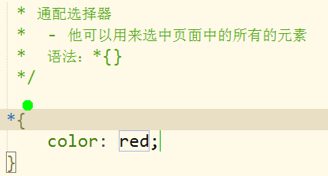 * 通配选择器
* - 他可以用来选中页面中的所有的元素
* 语法：*{}
*/
*{
color: red;
}